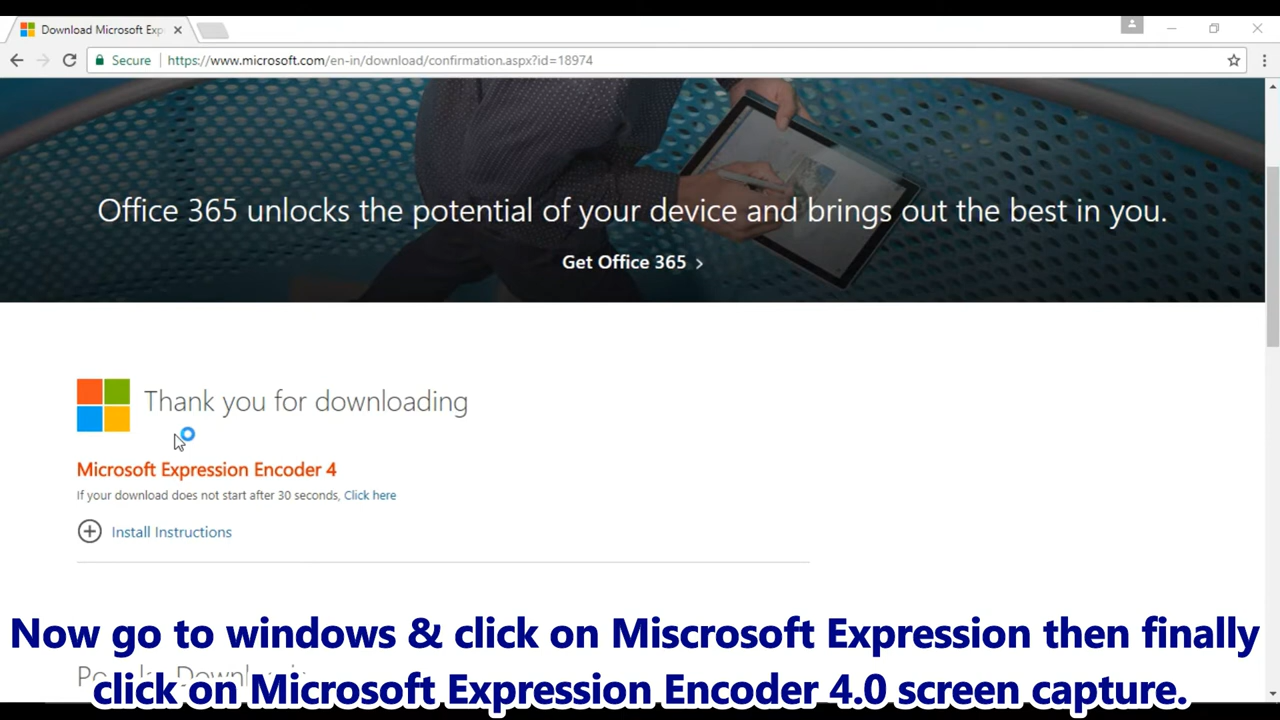 Download Microsoft Exp
Secure https://www.microsoft.com/en-in/download/confirmation.aspx?id=18974
Office 365 unlocks the potential of your device and brings out the best in you.
Get Office 365 >
Thank you for downloading
Microsoft Expression Encoder 4
If your download does not start after 30 seconds, Click here
Install Instructions
Now go to windows & click on Miscrosoft Expression then finally
click on Microsoft Expression Encoder 4.0 screen capture.